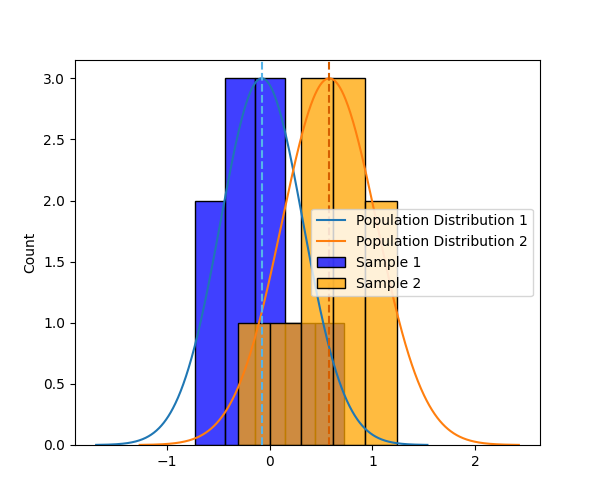 3.0
2.5
2.0
1.5
1.0
0.5
0.0
Count
Population Distribution 1
Population Distribution 2
Sample 1
Sample 2
−1 0 1 2